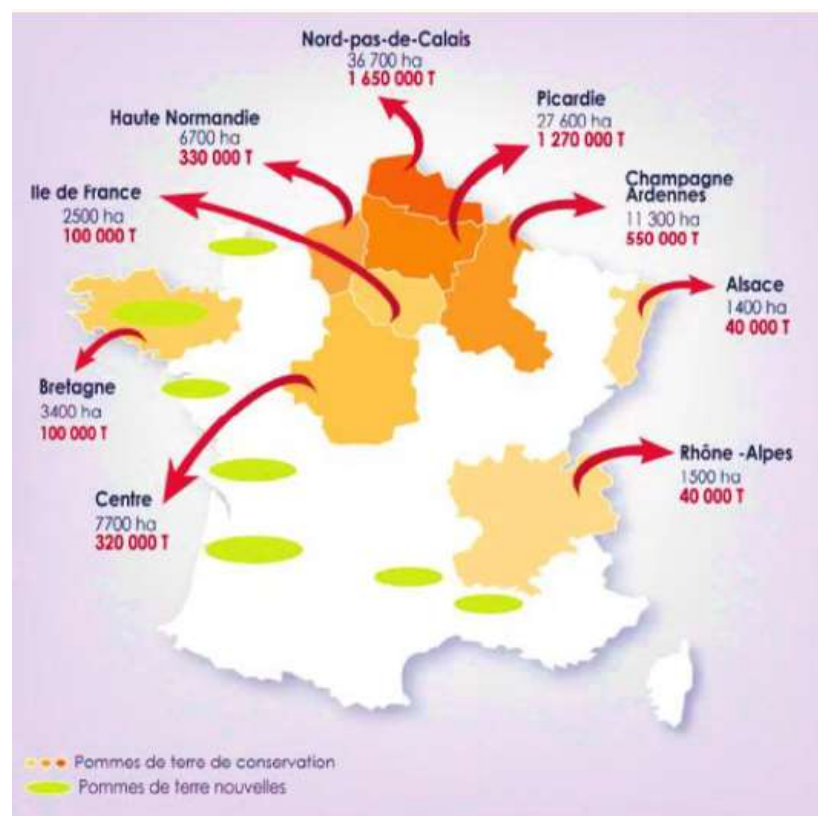 Nord-pas-de-Calais
36 700 ha
1 650 000 T
Picardie
27 600 ha
1 270 000 T
Haute Normandie
6700 ha
330 000 T
Champagne
Ardennes
11 300 ha
550 000 T
Ile de France
2500 ha
100 000 T
Alsace
1400 ha
40 000 T
Bretagne
3400 ha
100 000 T
Rhône -Alpes
1500 ha
40 000 T
Centre
7700 ha
320 000 T
Pommes de terre de conservation
Pommes de terre nouvelles